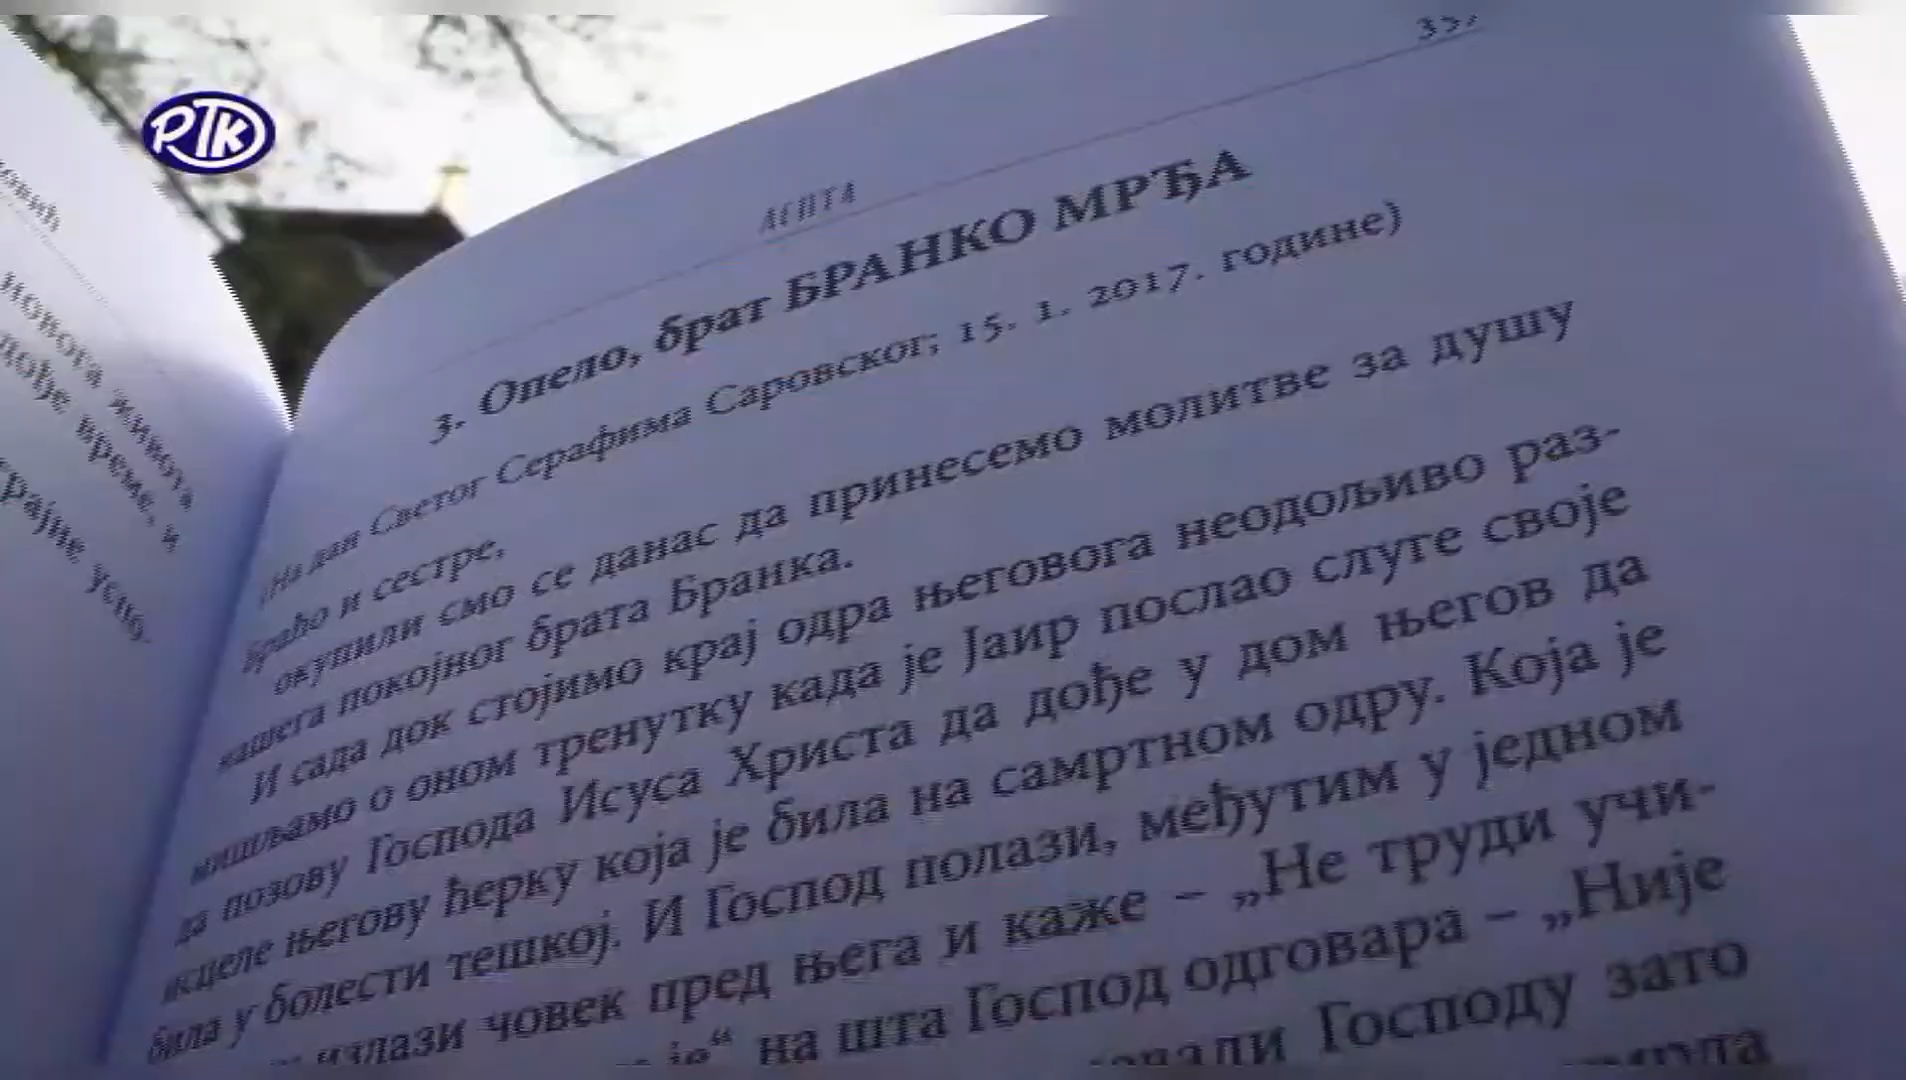 РТК
новога живота
време, и
357
ЛЕПТА
3. Опело, брат БРАНКО МРЂА
(На дан Светог Серафима Саровског; 15. 1. 2017. године)
Браћо и сестре,
окупили смо се данас да принесемо молитве за душу
нашега покојног брата Бранка.
И сада док стојимо крај одра његовога неодољиво раз-
мишљамо о оном тренутку када је Јаир послао слуге своје
да позову Господа Исуса Христа да дође у дом његов да
исцеле његову ћерку која је била на самртном одру. Која је
била у болести тешкој. И Господ полази, међутим у једном
излази човек пред њега и каже – „Не труди учи-
на шта Господ одговара – „Није
Господу зато